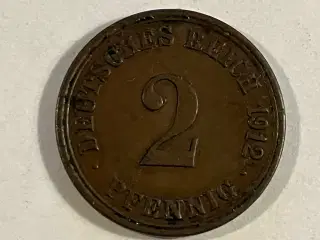 · DEUTSCHES REICH 1912 ·
2
PFENNIG